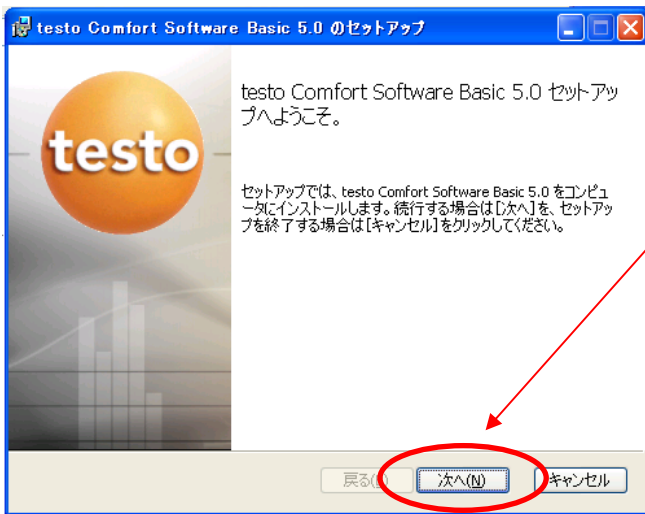 testo Comfort Software Basic 5.0 のセットアップ
testo Comfort Software Basic 5.0 セットアッ
プへようこそ。
testo
セットアップでは、testo Comfort Software Basic 5.0 をコンピュ
ータにインストールします。続行する場合は[次へ]を、セットアッ
プを終了する場合は[キャンセル]をクリックしてください。
戻る(
次へ(N)
キャンセル